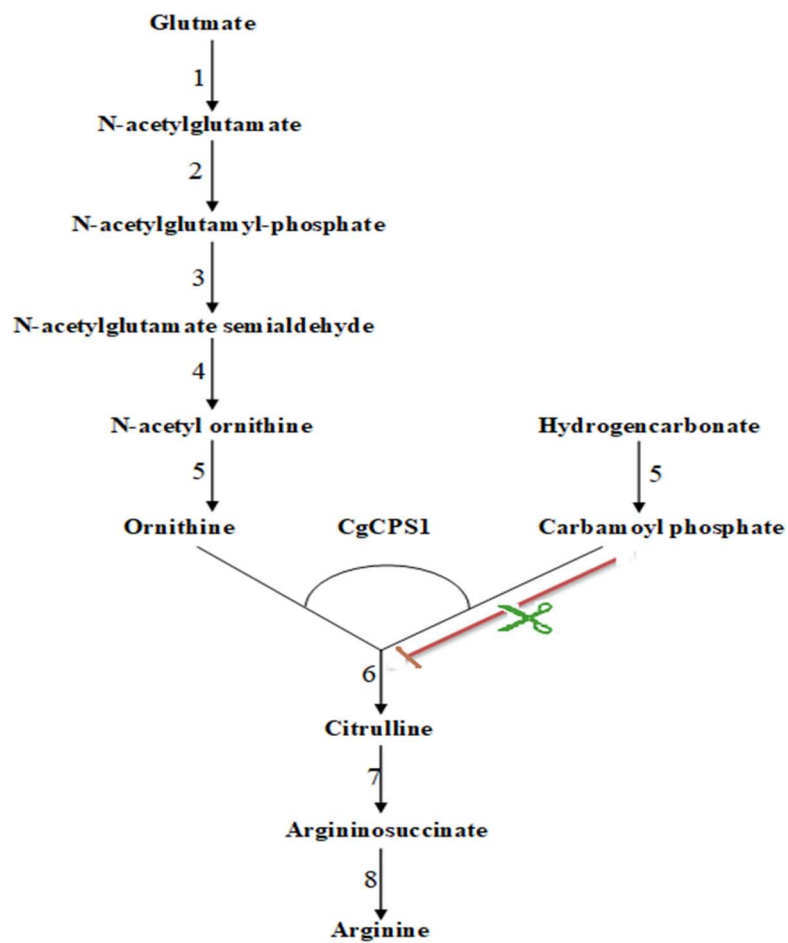 Glutmate
1
N-acetylglutamate
2
N-acetylglutamyl-phosphate
3
N-acetylglutamate semialdehyde
4
N-acetyl ornithine
Hydrogencarbonate
5
5
Ornithine
CgCPS1
Carbamoyl phosphate
6
Citrulline
7
Argininosuccinate
8
Arginine